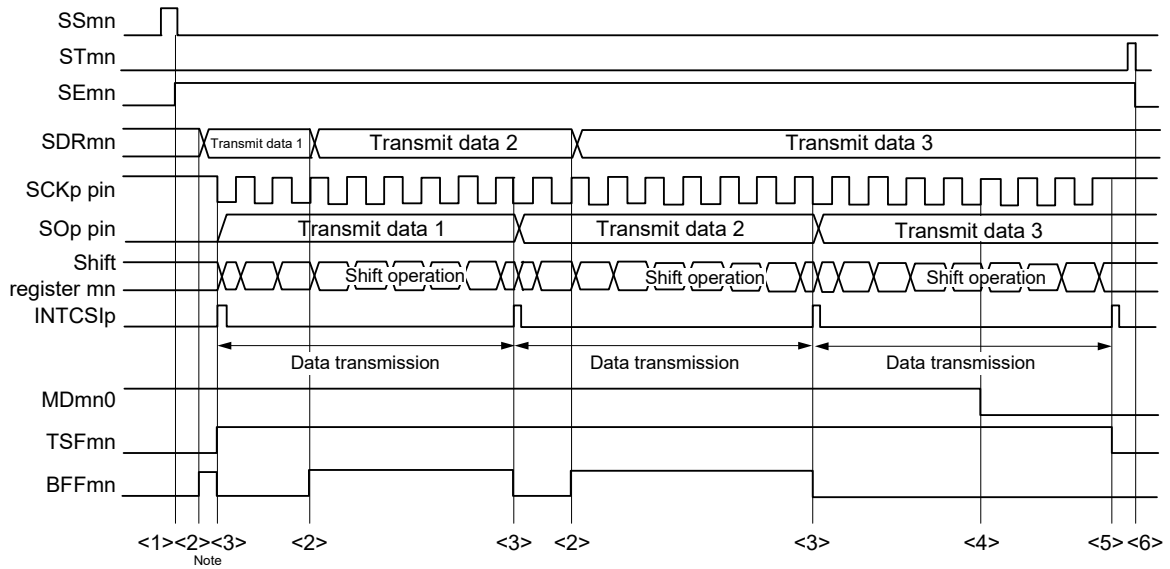 SSmn
STmn
SEmn
SDRmn Transmit data 1 Transmit data 2 Transmit data 3
SCKp pin
SOp pin Transmit data 1 Transmit data 2 Transmit data 3
Shift
register mn Shift operation Shift operation Shift operation
INTCSIp
Data transmission Data transmission Data transmission
MDmn0
TSFmn
BFFmn
<1><2><3> <2> <3> <2> <3> <4> <5> <6>
Note